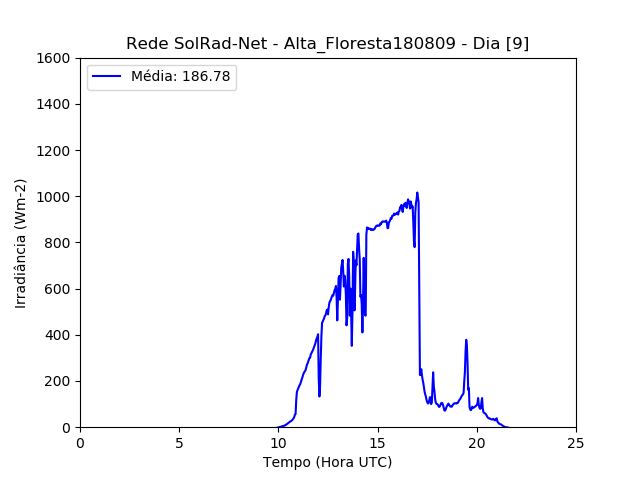 Rede SolRad-Net - Alta_Floresta180809 - Dia [9]
Média: 186.78
Irradiância (Wm-2)
1600
1400
1200
1000
800
600
400
200
0
0 5 10 15 20 25
Tempo (Hora UTC)